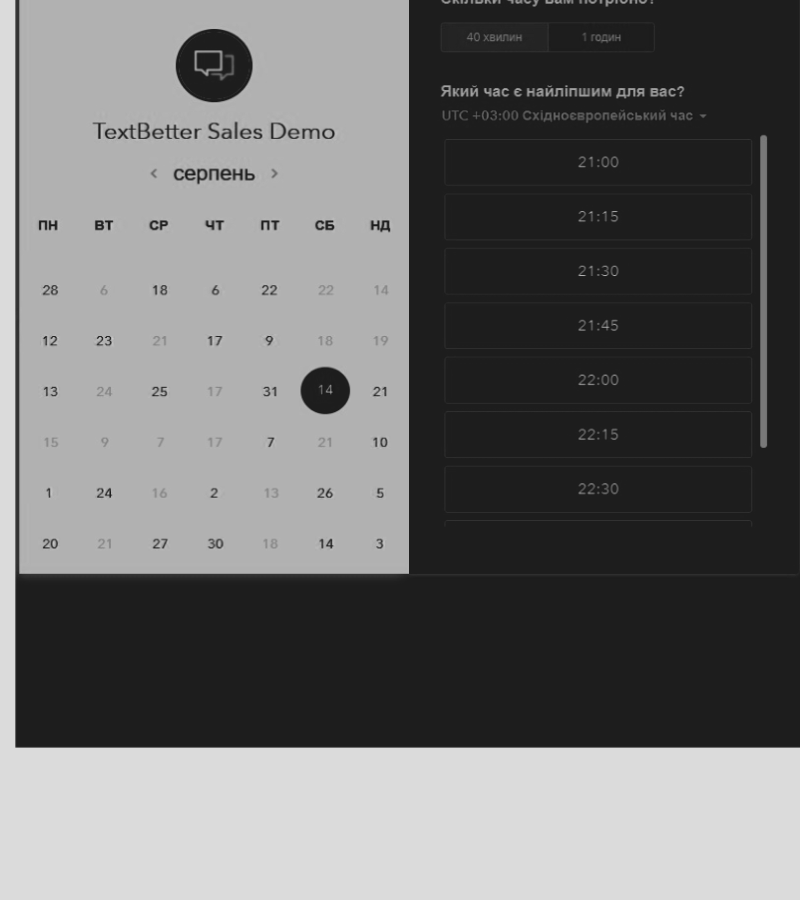 TextBetter Sales Demo
серпень
ПН ВТ СР ЧТ ПТ СБ НД
28 6 18 6 22 22 14
12 23 21 17 9 18 19
13 24 25 17 31 14 21
15 9 7 17 7 21 10
1 24 16 2 13 26 5
20 21 27 30 18 14 3
Скільки часу вам потрібно?
40 хвилин 1 годин
Який час є найліпшим для вас?
UTC +03:00 Східноєвропейський час
21:00
21:15
21:30
21:45
22:00
22:15
22:30